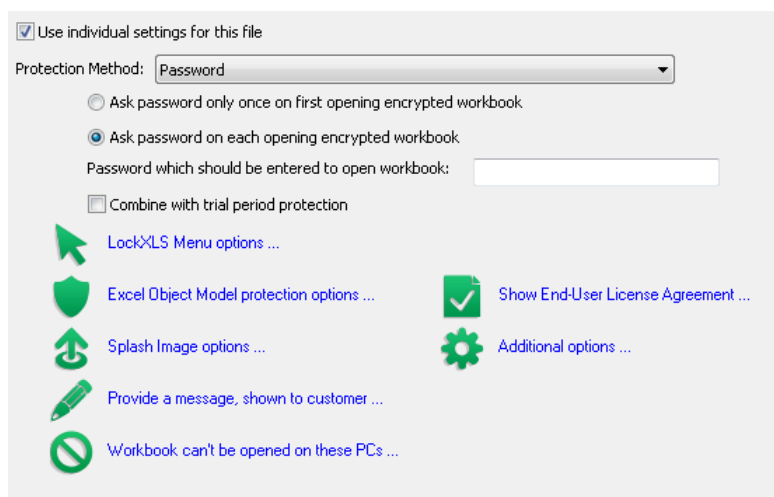 Use individual settings for this file
Protection Method: Password
Ask password only once on first opening encrypted workbook
Ask password on each opening encrypted workbook
Password which should be entered to open workbook:
Combine with trial period protection
LockXLS Menu options ...
Excel Object Model protection options ... Show End-User License Agreement ...
Splash Image options ... Additional options ...
Provide a message, shown to customer ...
Workbook can't be opened on these PCs ...